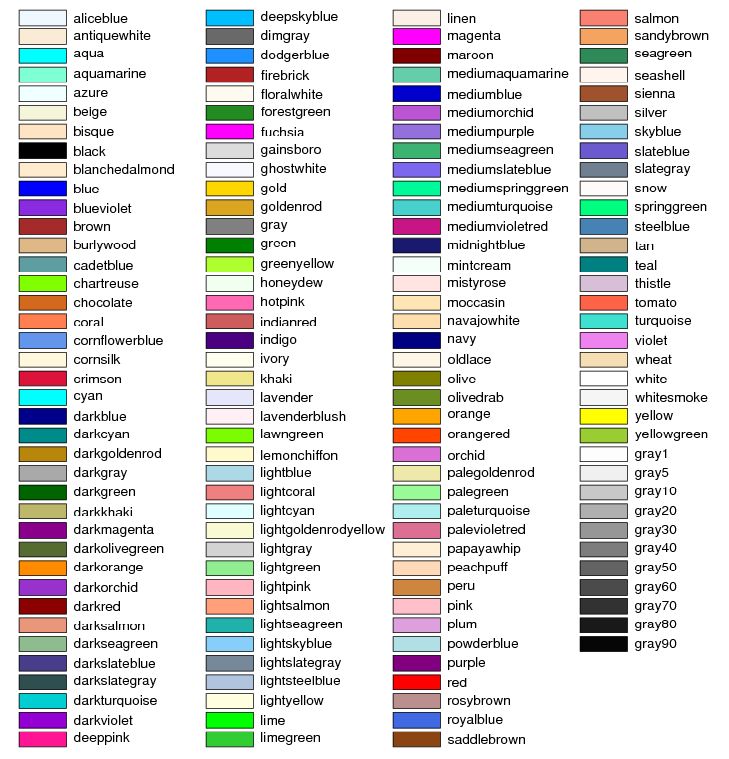 aliceblue
antiquewhite
aqua
aquamarine
azure
beige
bisque
black
blanchedalmond
blue
blueviolet
brown
burlywood
cadetblue
chartreuse
chocolate
coral
cornflowerblue
cornsilk
crimson
cyan
darkblue
darkcyan
darkgoldenrod
darkgray
darkgreen
darkkhaki
darkmagenta
darkolivegreen
darkorange
darkorchid
darkred
darksalmon
darkseagreen
darkslateblue
darkslategray
darkturquoise
darkviolet
deeppink
deepskyblue
dimgray
dodgerblue
firebrick
floralwhite
forestgreen
fuchsia
gainsboro
ghostwhite
gold
goldenrod
gray
green
greenyellow
honeydew
hotpink
indianred
indigo
ivory
khaki
lavender
lavenderblush
lawngreen
lemonchiffon
lightblue
lightcoral
lightcyan
lightgoldenrodyellow
lightgray
lightgreen
lightpink
lightsalmon
lightseagreen
lightskyblue
lightslategray
lightsteelblue
lightyellow
lime
limegreen
linen
magenta
maroon
mediumaquamarine
mediumblue
mediumorchid
mediumpurple
mediumseagreen
mediumslateblue
mediumspringgreen
mediumturquoise
mediumvioletred
midnightblue
mintcream
mistyrose
moccasin
navajowhite
navy
oldlace
olive
olivedrab
orange
orangered
orchid
palegoldenrod
palegreen
paleturquoise
palevioletred
papayawhip
peachpuff
peru
pink
plum
powderblue
purple
red
rosybrown
royalblue
saddlebrown
salmon
sandybrown
seagreen
seashell
sienna
silver
skyblue
slateblue
slategray
snow
springgreen
steelblue
tan
teal
thistle
tomato
turquoise
violet
wheat
white
whitesmoke
yellow
yellowgreen
gray1
gray5
gray10
gray20
gray30
gray40
gray50
gray60
gray70
gray80
gray90